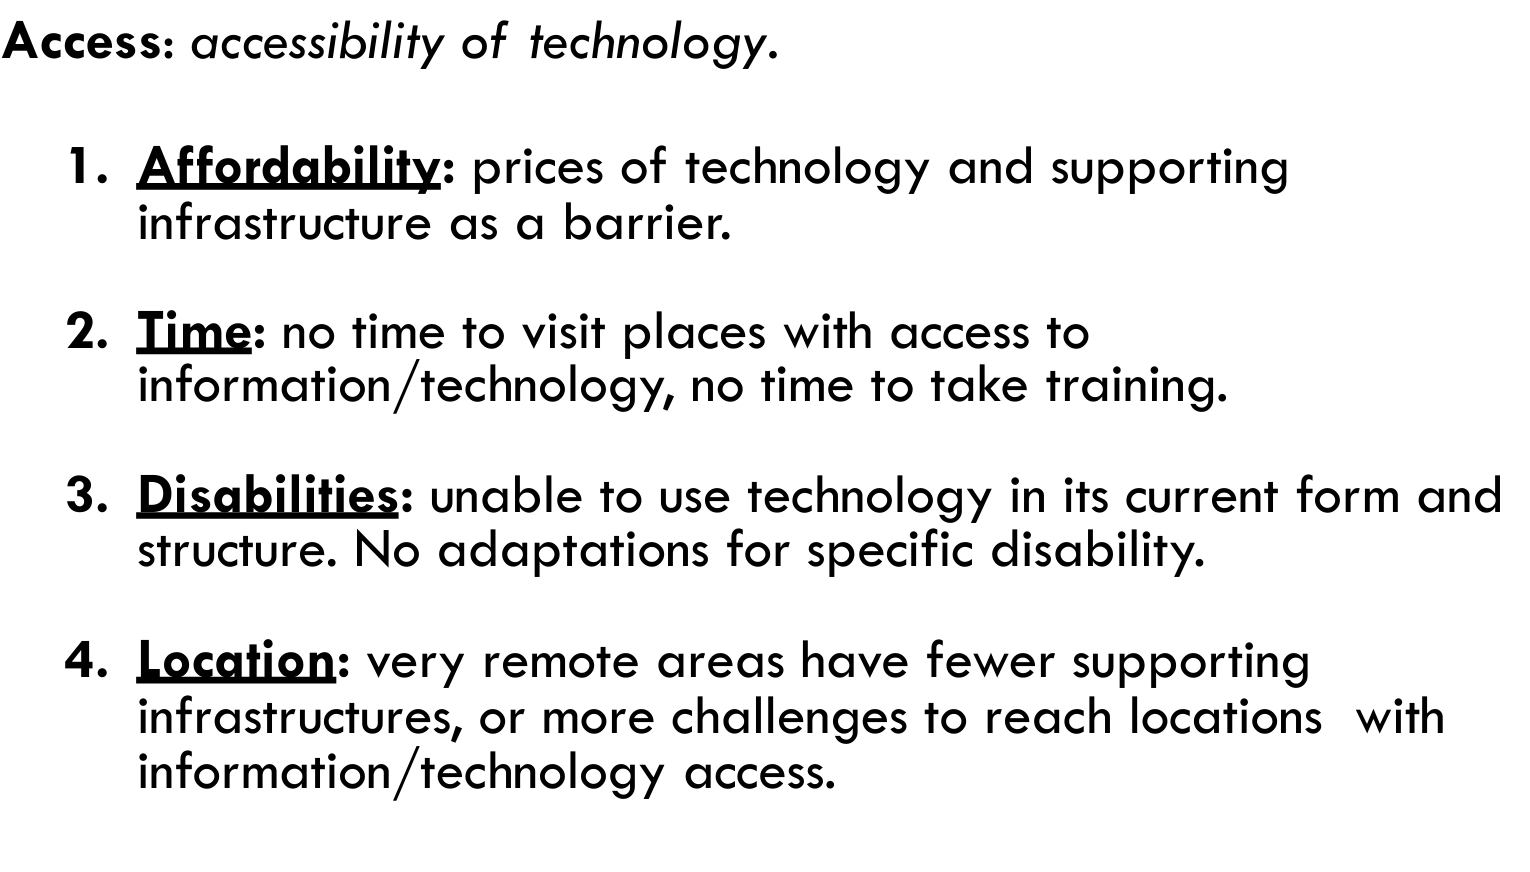 Access: accessibility of technology.
1. Affordability: prices of technology and supporting
infrastructure as a barrier.
2. Time: no time to visit places with access to
information/technology, no time to take training.
3. Disabilities: unable to use technology in its current form and
structure. No adaptations for specific disability.
4. Location: very remote areas have fewer supporting
infrastructures, or more challenges to reach locations  with
information/technology access.